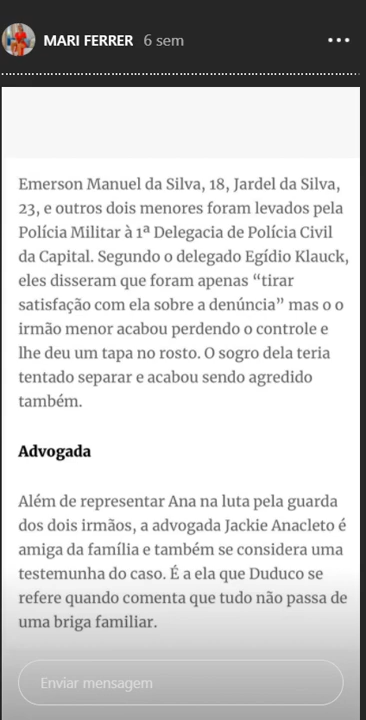 MARI FERRER 6 sem
Emerson Manuel da Silva, 18, Jardel da Silva,
23, e outros dois menores foram levados pela
Polícia Militar à 1ª Delegacia de Polícia Civil
da Capital. Segundo o delegado Egídio Klauck,
eles disseram que foram apenas “tirar
satisfação com ela sobre a denúncia” mas o o
irmão menor acabou perdendo o controle e
lhe deu um tapa no rosto. O sogro dela teria
tentado separar e acabou sendo agredido
também.
Advogada
Além de representar Ana na luta pela guarda
dos dois irmãos, a advogada Jackie Anacleto é
amiga da família e também se considera uma
testemunha do caso. É a ela que Duduco se
refere quando comenta que tudo não passa de
uma briga familiar.
Enviar mensagem